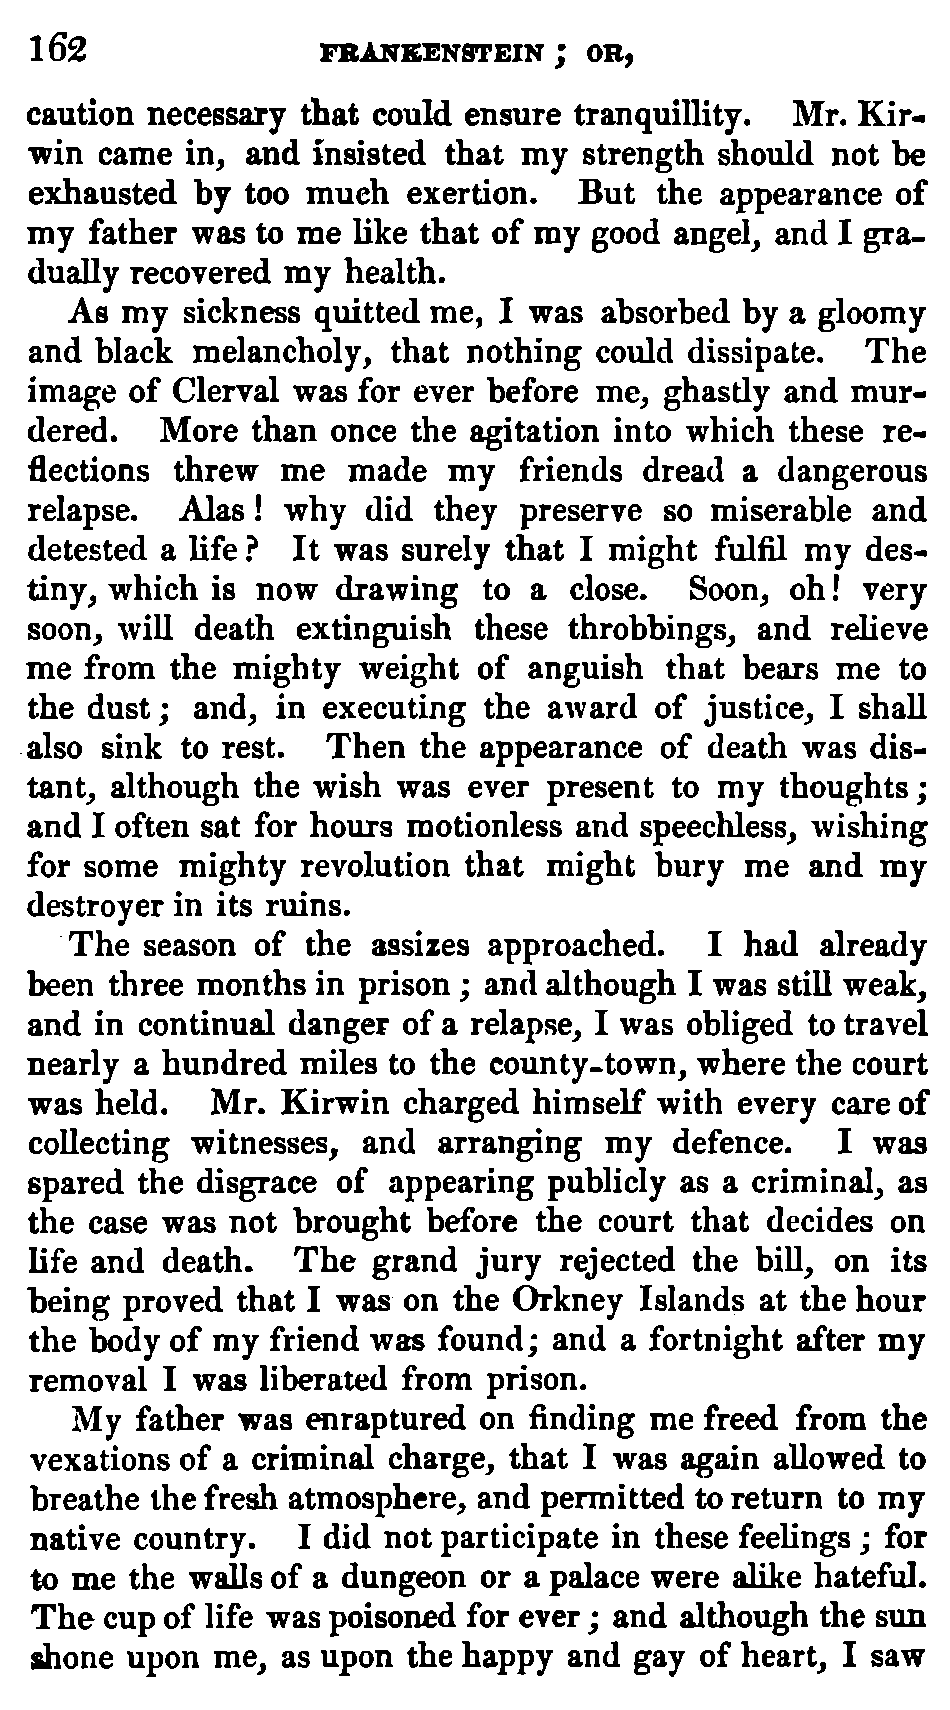 162 FRANKENSTEIN ; OR,
caution necessary that could ensure tranquillity. Mr. Kir-
win came in, and insisted that my strength should not be
exhausted by too much exertion. But the appearance of
my father was to me like that of my good angel, and I gra-
dually recovered my health.
As my sickness quitted me, I was absorbed by a gloomy
and black melancholy, that nothing could dissipate. The
image of Clerval was for ever before me, ghastly and mur-
dered. More than once the agitation into which these re-
flections threw me made my friends dread a dangerous
relapse. Alas ! why did they preserve so miserable and
detested a life ? It was surely that I might fulfil my des-
tiny, which is now drawing to a close. Soon, oh ! very
soon, will death extinguish these throbbings, and relieve
me from the mighty weight of anguish that bears me to
the dust ; and, in executing the award of justice, I shall
also sink to rest. Then the appearance of death was dis-
tant, although the wish was ever present to my thoughts ;
and I often sat for hours motionless and speechless, wishing
for some mighty revolution that might bury me and my
destroyer in its ruins.
The season of the assizes approached. I had already
been three months in prison ; and although I was still weak,
and in continual danger of a relapse, I was obliged to travel
nearly a hundred miles to the county-town, where the court
was held. Mr. Kirwin charged himself with every care of
collecting witnesses, and arranging my defence. I was
spared the disgrace of appearing publicly as a criminal, as
the case was not brought before the court that decides on
life and death. The grand jury rejected the bill, on its
being proved that I was on the Orkney Islands at the hour
the body of my friend was found; and a fortnight after my
removal I was liberated from prison.
My father was enraptured on finding me freed from the
vexations of a criminal charge, that I was again allowed to
breathe the fresh atmosphere, and permitted to return to my
native country. I did not participate in these feelings ; for
to me the walls of a dungeon or a palace were alike hateful.
The cup of life was poisoned for ever ; and although the sun
shone upon me, as upon the happy and gay of heart, I saw